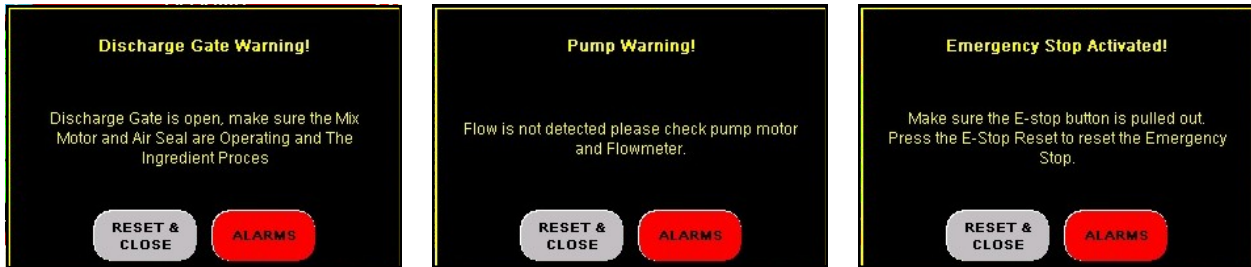 Discharge Gate Warning!
Discharge Gate is open, make sure the Mix
Motor and Air Seal are Operating and The
Ingredient Proces
RESET &
CLOSE
ALARMS
Pump Warning!
Flow is not detected please check pump motor
and Flowmeter.
RESET &
CLOSE
ALARMS
Emergency Stop Activated!
Make sure the E-stop button is pulled out.
Press the E-Stop Reset to reset the Emergency
Stop.
RESET &
CLOSE
ALARMS